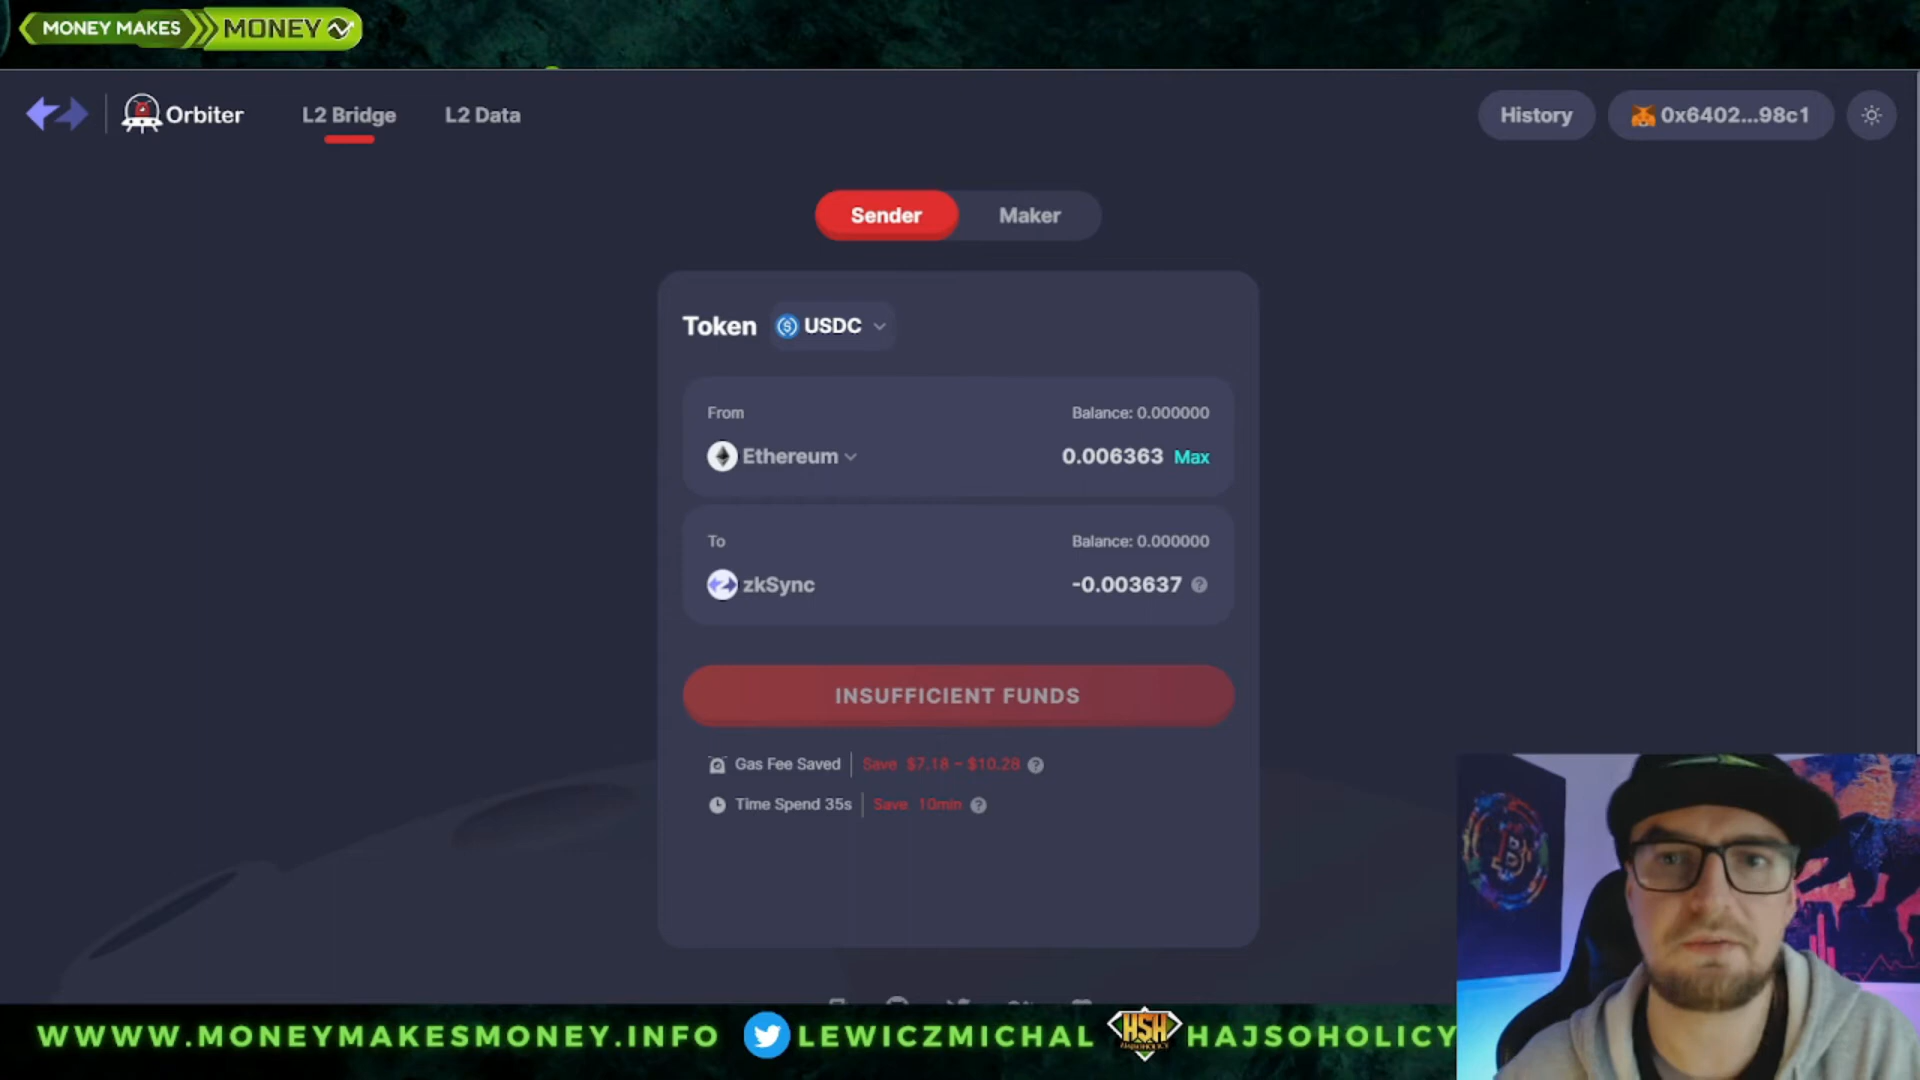 MONEY MAKES MONEY
Orbiter
L2 Bridge
L2 Data
History
0x6402...98c1
Sender
Maker
Token
USDC
From
Balance: 0.000000
Ethereum
0.006363 Max
To
Balance: 0.000000
zkSync
-0.003637 ?
INSUFFICIENT FUNDS
Gas Fee Saved
Save $7.18 ~ $10.28 ?
Time Spend 35s
Save 10min ?
WWWW.MONEYMAKESMONEY.INFO
LEWICZMICHAL
HSH
HAJSOHOLICY